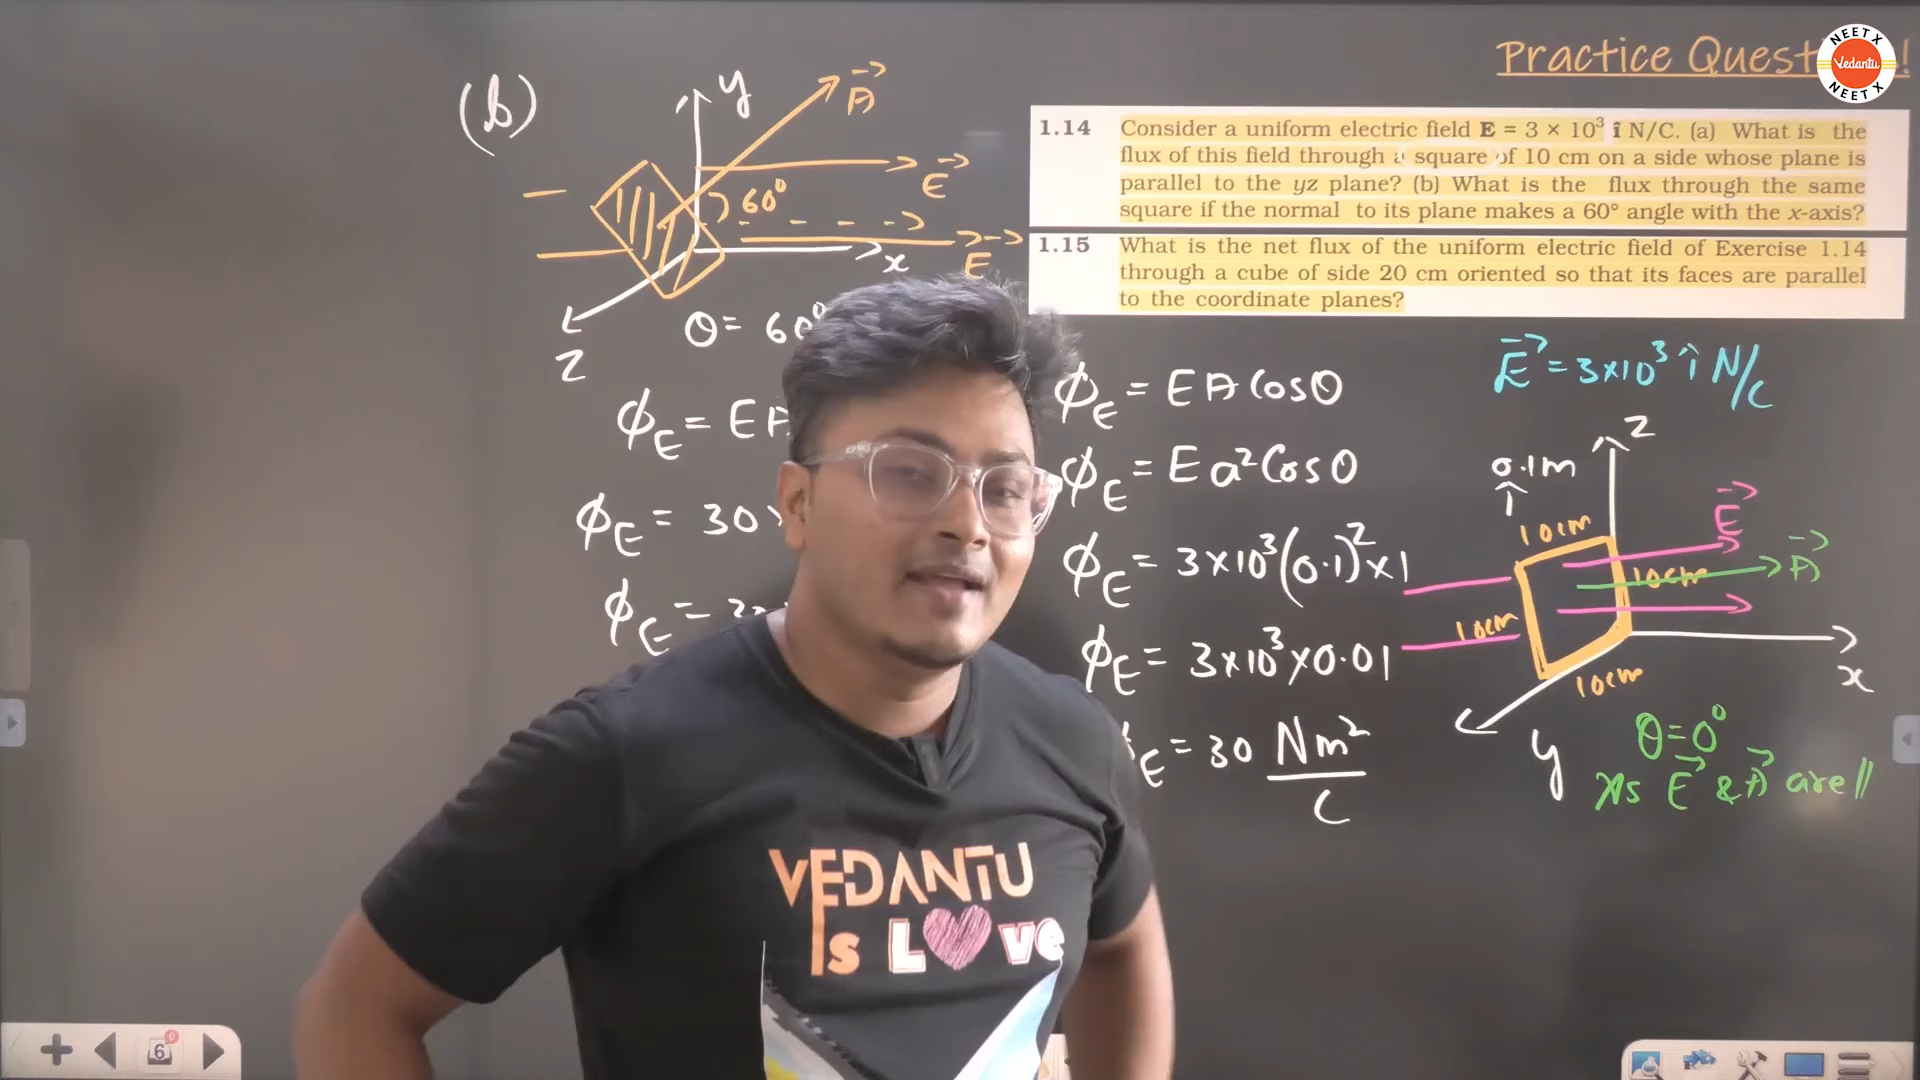 Practice Quest
!
NEET X
Vedantu
NEET X
1.14 Consider a uniform electric field E = 3 × 10³ î N/C. (a) What is the
flux of this field through a square of 10 cm on a side whose plane is
parallel to the yz plane? (b) What is the flux through the same
square if the normal to its plane makes a 60° angle with the x-axis?
1.15 What is the net flux of the uniform electric field of Exercise 1.14
through a cube of side 20 cm oriented so that its faces are parallel
to the coordinate planes?
(b)
y
A⃗
E⃗
60°
x
E⃗
z
θ = 60°
ϕE = E
ϕE = 30
ϕE =
ϕE = EA Cosθ
ϕE = Ea² Cosθ
ϕE = 3×10³(0.1)²×1
ϕE = 3×10³×0.01
E = 30 Nm²/C
E⃗ = 3×10³ î N/C
z
0.1m
10cm
E⃗
A⃗
10cm
10cm
10cm
x
y
θ = 0°
As E⃗ & A⃗ are ||
VEDANTU
Is Love
6
0